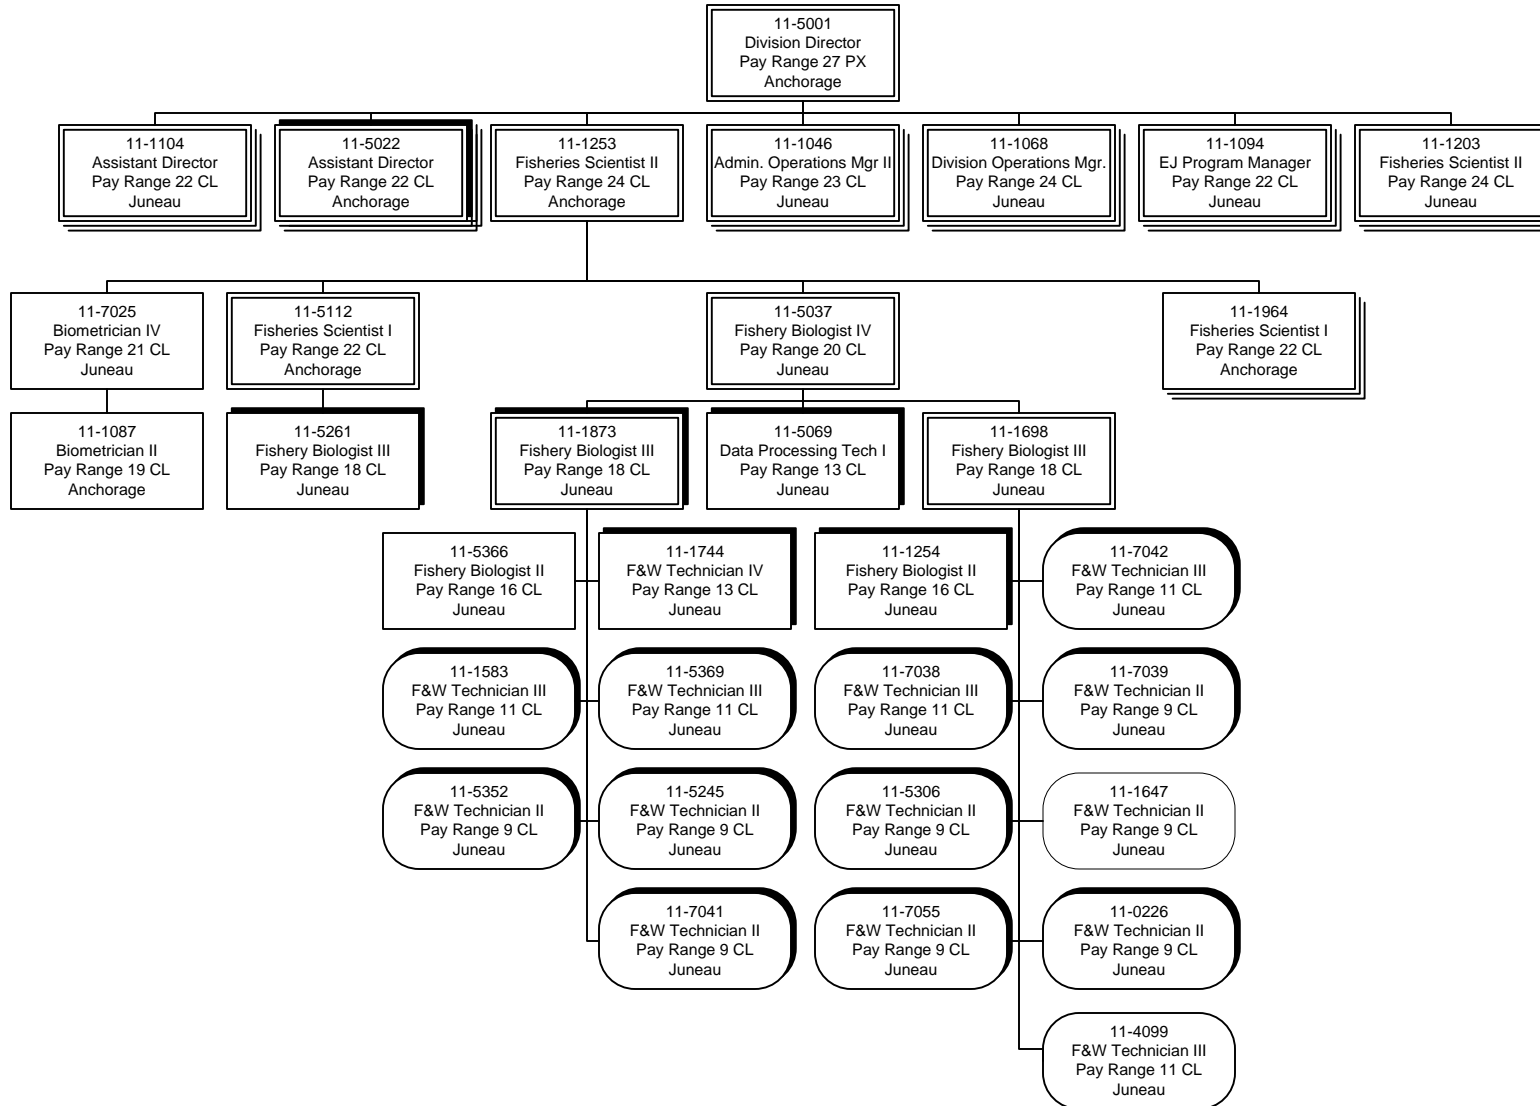 11-5001
Division Director
Pay Range 27 PX
Anchorage
11-1104
Assistant Director
Pay Range 22 CL
Juneau
11-5022
Assistant Director
Pay Range 22 CL
Anchorage
11-1253
Fisheries Scientist II
Pay Range 24 CL
Anchorage
11-1046
Admin. Operations Mgr II
Pay Range 23 CL
Juneau
11-1068
Division Operations Mgr.
Pay Range 24 CL
Juneau
11-1094
EJ Program Manager
Pay Range 22 CL
Juneau
11-1203
Fisheries Scientist II
Pay Range 24 CL
Juneau
11-7025
Biometrician IV
Pay Range 21 CL
Juneau
11-5112
Fisheries Scientist I
Pay Range 22 CL
Anchorage
11-5037
Fishery Biologist IV
Pay Range 20 CL
Juneau
11-1964
Fisheries Scientist I
Pay Range 22 CL
Anchorage
11-1087
Biometrician II
Pay Range 19 CL
Anchorage
11-5261
Fishery Biologist III
Pay Range 18 CL
Juneau
11-1873
Fishery Biologist III
Pay Range 18 CL
Juneau
11-5069
Data Processing Tech I
Pay Range 13 CL
Juneau
11-1698
Fishery Biologist III
Pay Range 18 CL
Juneau
11-5366
Fishery Biologist II
Pay Range 16 CL
Juneau
11-1744
F&W Technician IV
Pay Range 13 CL
Juneau
11-1254
Fishery Biologist II
Pay Range 16 CL
Juneau
11-7042
F&W Technician III
Pay Range 11 CL
Juneau
11-1583
F&W Technician III
Pay Range 11 CL
Juneau
11-5369
F&W Technician III
Pay Range 11 CL
Juneau
11-7038
F&W Technician III
Pay Range 11 CL
Juneau
11-7039
F&W Technician II
Pay Range 9 CL
Juneau
11-5352
F&W Technician II
Pay Range 9 CL
Juneau
11-5245
F&W Technician II
Pay Range 9 CL
Juneau
11-5306
F&W Technician II
Pay Range 9 CL
Juneau
11-1647
F&W Technician II
Pay Range 9 CL
Juneau
11-7041
F&W Technician II
Pay Range 9 CL
Juneau
11-7055
F&W Technician II
Pay Range 9 CL
Juneau
11-0226
F&W Technician II
Pay Range 9 CL
Juneau
11-4099
F&W Technician III
Pay Range 11 CL
Juneau